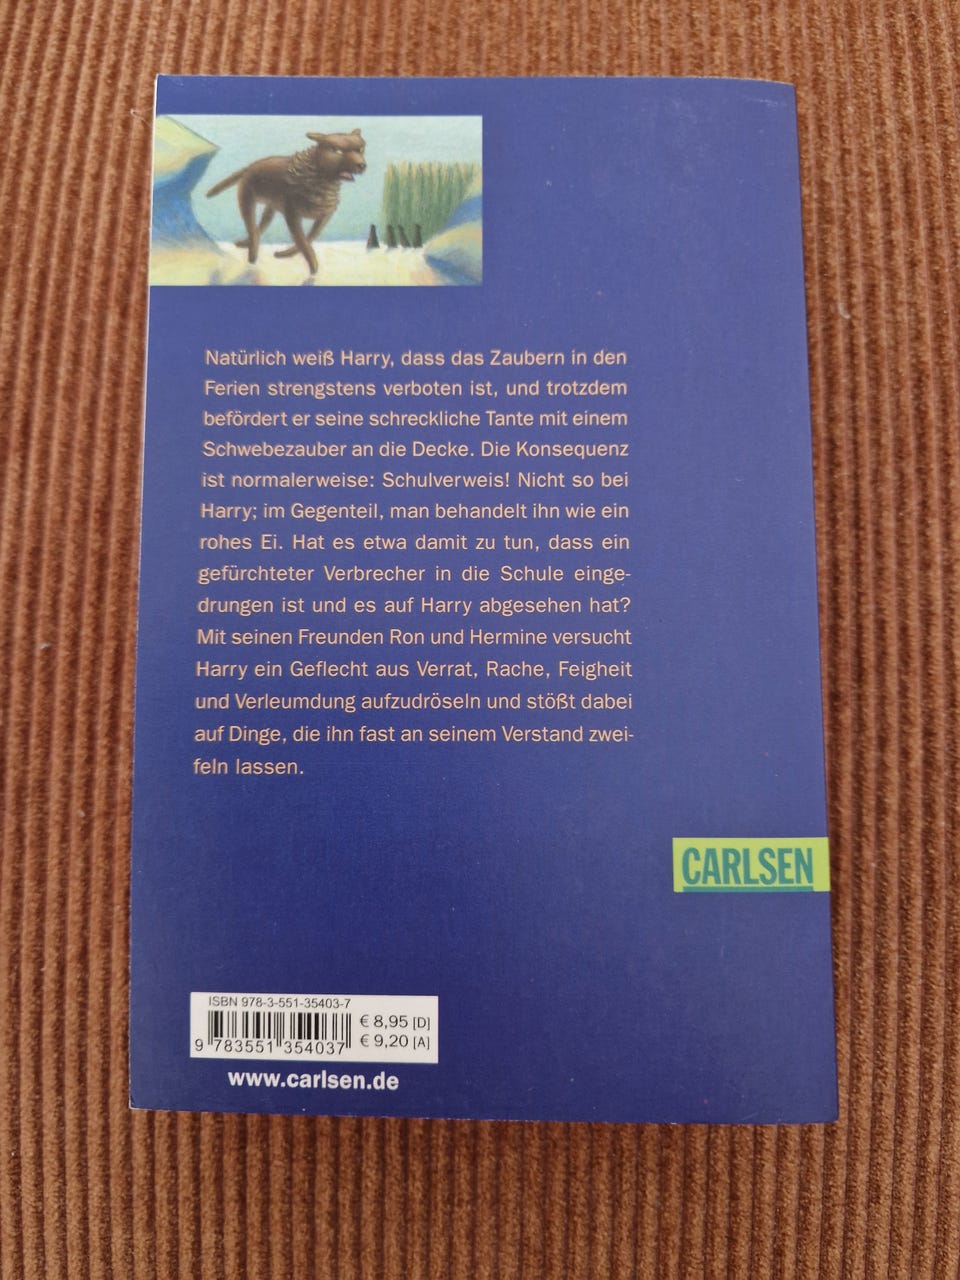 Natürlich weiß Harry, dass das Zaubern in den
Ferien strengstens verboten ist, und trotzdem
befördert er seine schreckliche Tante mit einem
Schwebezauber an die Decke. Die Konsequenz
ist normalerweise: Schulverweis! Nicht so bei
Harry; im Gegenteil, man behandelt ihn wie ein
rohes Ei. Hat es etwa damit zu tun, dass ein
gefürchteter Verbrecher in die Schule einge-
drungen ist und es auf Harry abgesehen hat?
Mit seinen Freunden Ron und Hermine versucht
Harry ein Geflecht aus Verrat, Rache, Feigheit
und Verleumdung aufzudröseln und stößt dabei
auf Dinge, die ihn fast an seinem Verstand zwei-
feln lassen.
CARLSEN
ISBN 978-3-551-35403-7
€ 8,95 [D]
€ 9,20 [A]
9 783551 354037
www.carlsen.de